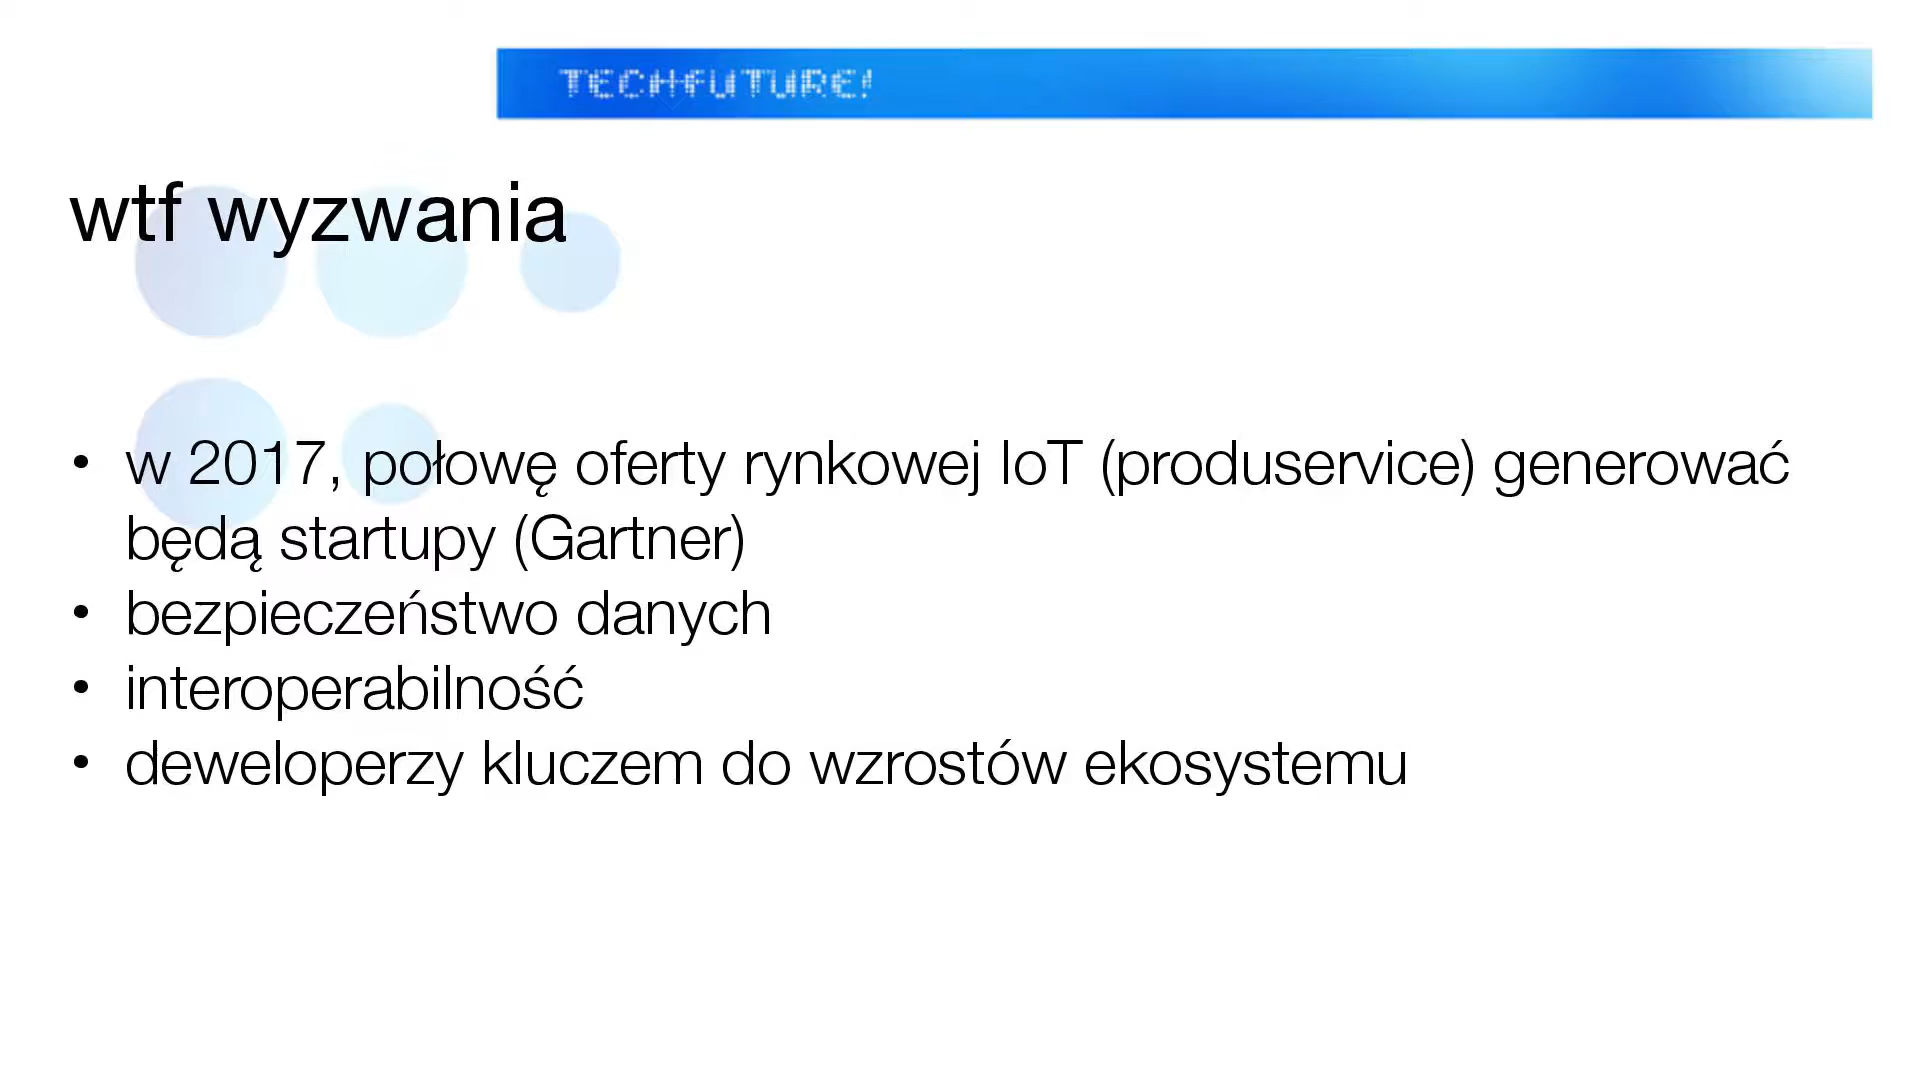 TECHFUTURE!
wtf wyzwania
• w 2017, połowę oferty rynkowej IoT (produservice) generować
będą startupy (Gartner)
• bezpieczeństwo danych
• interoperabilność
• deweloperzy kluczem do wzrostów ekosystemu